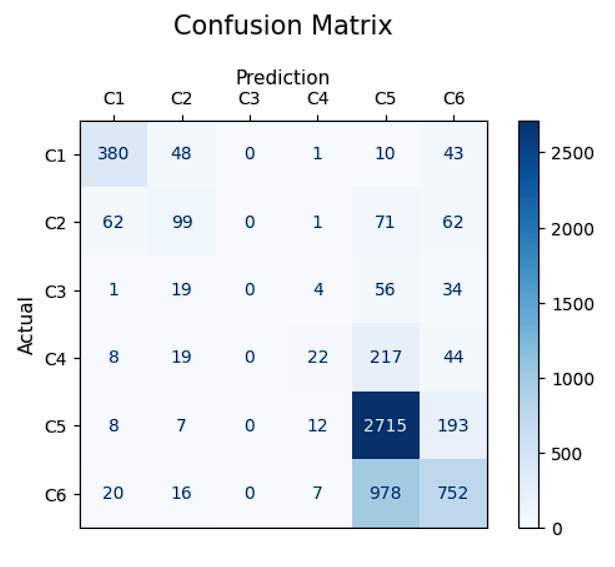 Confusion Matrix
Prediction
C1 C2 C3 C4 C5 C6
Actual
C1 380 48 0 1 10 43
C2 62 99 0 1 71 62
C3 1 19 0 4 56 34
C4 8 19 0 22 217 44
C5 8 7 0 12 2715 193
C6 20 16 0 7 978 752
2500
2000
1500
1000
500
0